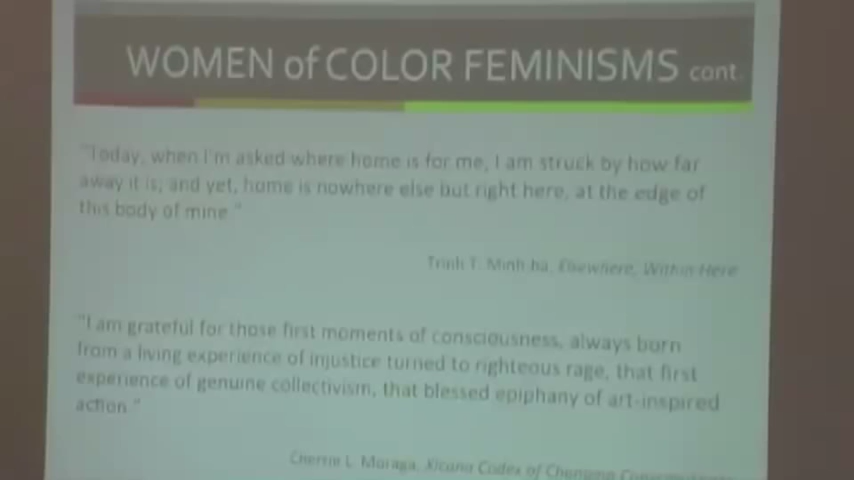 WOMEN of COLOR FEMINISMS cont.
"Today, when I'm asked where home is for me, I am struck by how far
away it is; and yet, home is nowhere else but right here, at the edge of
this body of mine."
Trinh T. Minh-ha, Elsewhere, Within Here
"I am grateful for those first moments of consciousness, always born
from a living experience of injustice turned to righteous rage, that first
experience of genuine collectivism, that blessed epiphany of art-inspired
action."
Cherrie L. Moraga, Xicana Codex of Changing